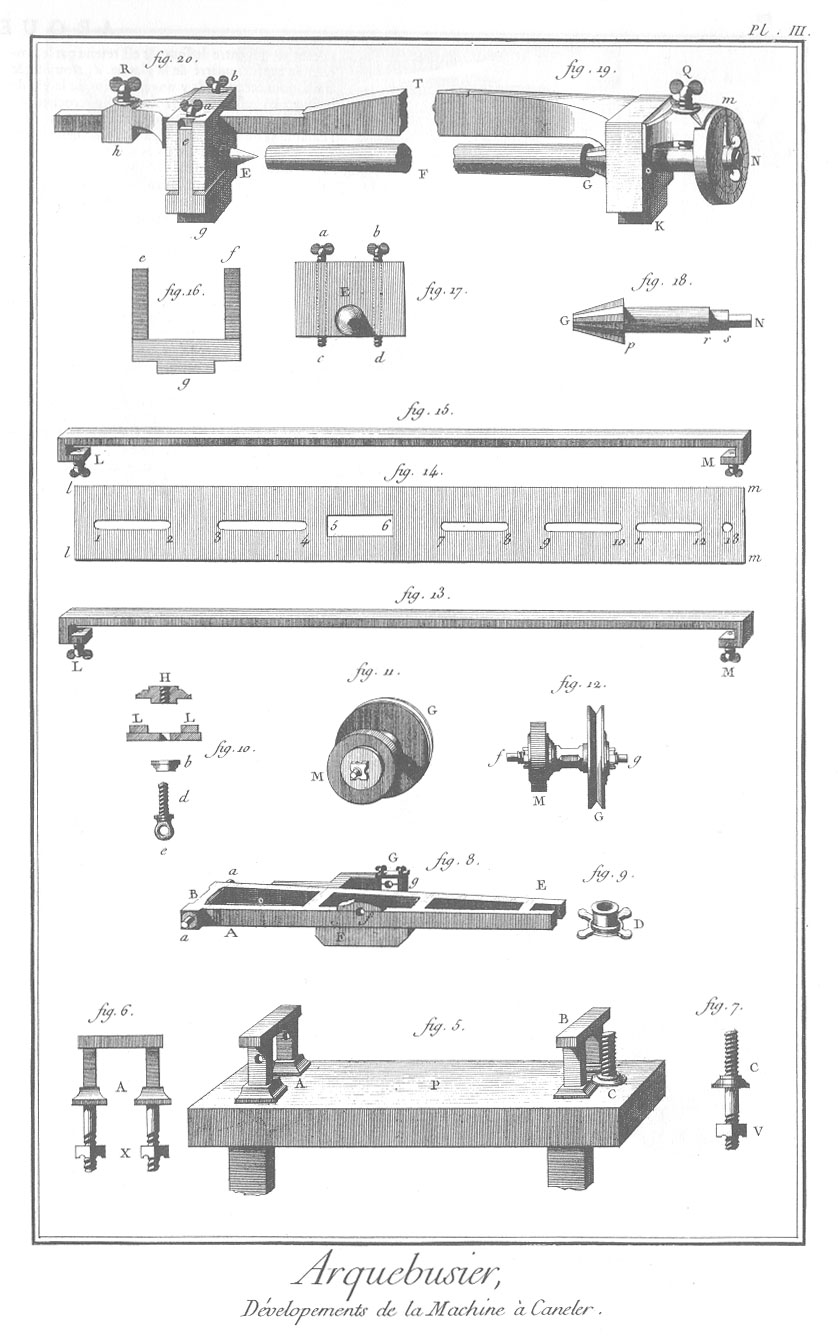 Pl. III.
fig. 20.
fig. 19.
R
b
a
T
Q
m
h
c
E
F
G
N
g
K
a b
e f
fig. 16.
E
fig. 17.
fig. 18.
G
N
p r s
c d
g
fig. 15.
L
M
fig. 14.
l
m
1 2 3 4 5 6 7 8 9 10 11 12 13
l
m
fig. 13.
L
M
H
fig. 11.
fig. 12.
L L
fig. 10.
G
b
f
g
M
d
M
G
e
a
G
fig. 8.
g
fig. 9.
B
E
D
a A F f
fig. 6.
fig. 5.
B
fig. 7.
A
A
P
C
C
X
V
Arquebusier,
Dévelopements de la Machine à Caneler.